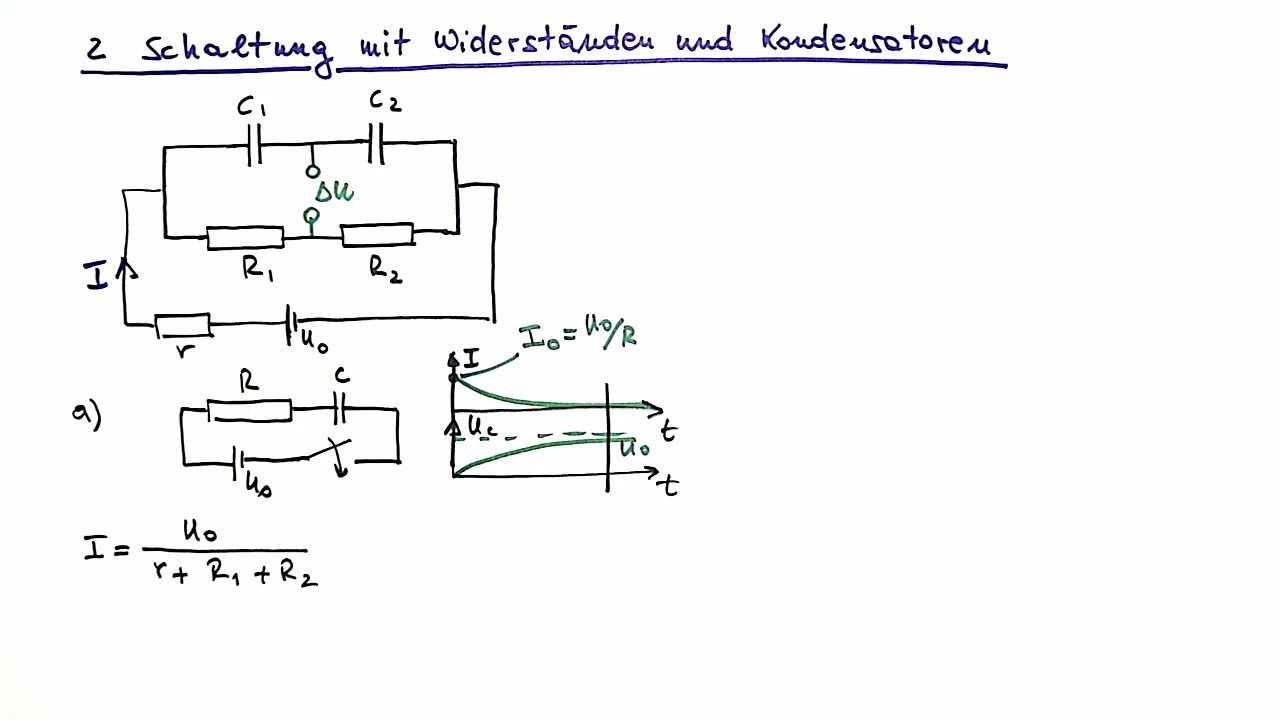 2 Schaltung mit Widerständen und Kondensatoren
C₁ C₂
ΔU
R₁ R₂
I
r U₀
I₀ = U₀/R
a) R C
I
t
U_c
U₀
t
U₀
I = U₀ / (r + R₁ + R₂)